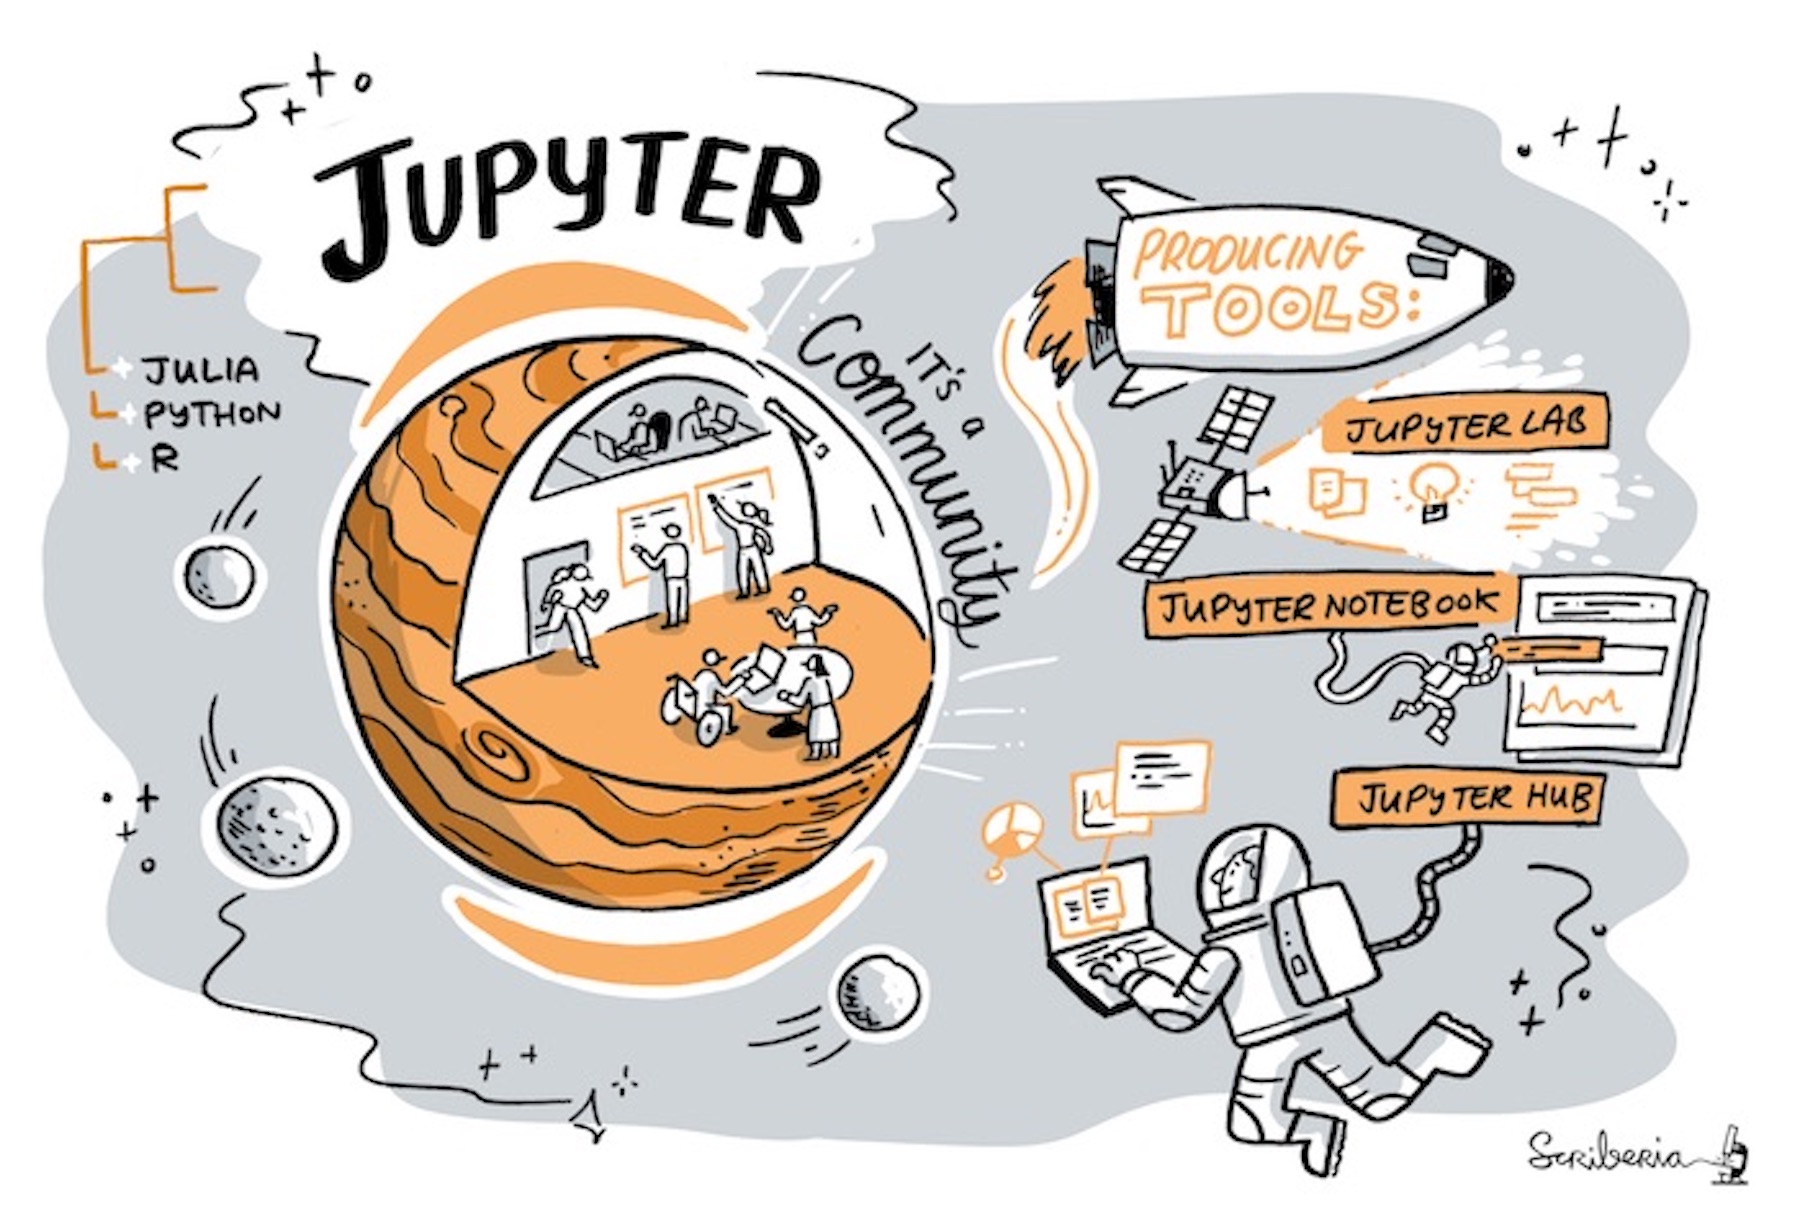 JUPYTER
JULIA
PYTHON
R
IT'S a
Community
PRODUCING
TOOLS:
JUPYTER LAB
JUPYTER NOTEBOOK
JUPYTER HUB
Scriberia